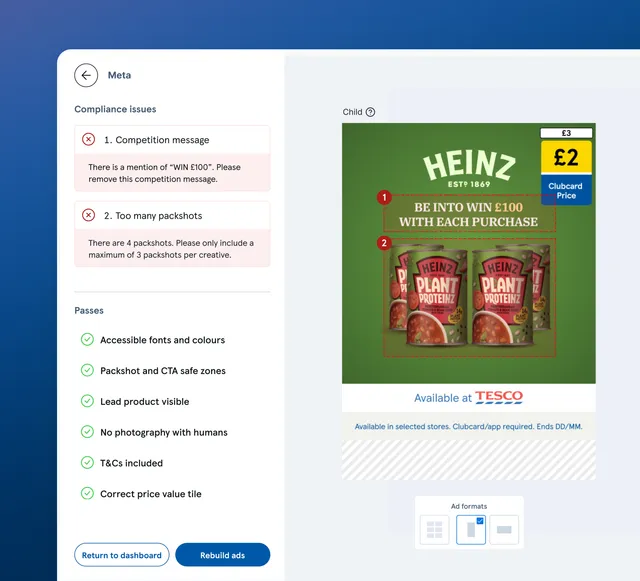 Meta
Compliance issues
1. Competition message
There is a mention of “WIN £100”. Please
remove this competition message.
2. Too many packshots
There are 4 packshots. Please only include a
maximum of 3 packshots per creative.
Passes
Accessible fonts and colours
Packshot and CTA safe zones
Lead product visible
No photography with humans
T&Cs included
Correct price value tile
Return to dashboard
Rebuild ads
Child ?
£3
£2
Clubcard
Price
HEINZ
ESTD 1869
1
BE INTO WIN £100
WITH EACH PURCHASE
2
HEINZ
PLANT
PROTEINZ
HEINZ
PLANT
PROTEINZ
Available at TESCO
Available in selected stores. Clubcard/app required. Ends DD/MM.
Ad formats